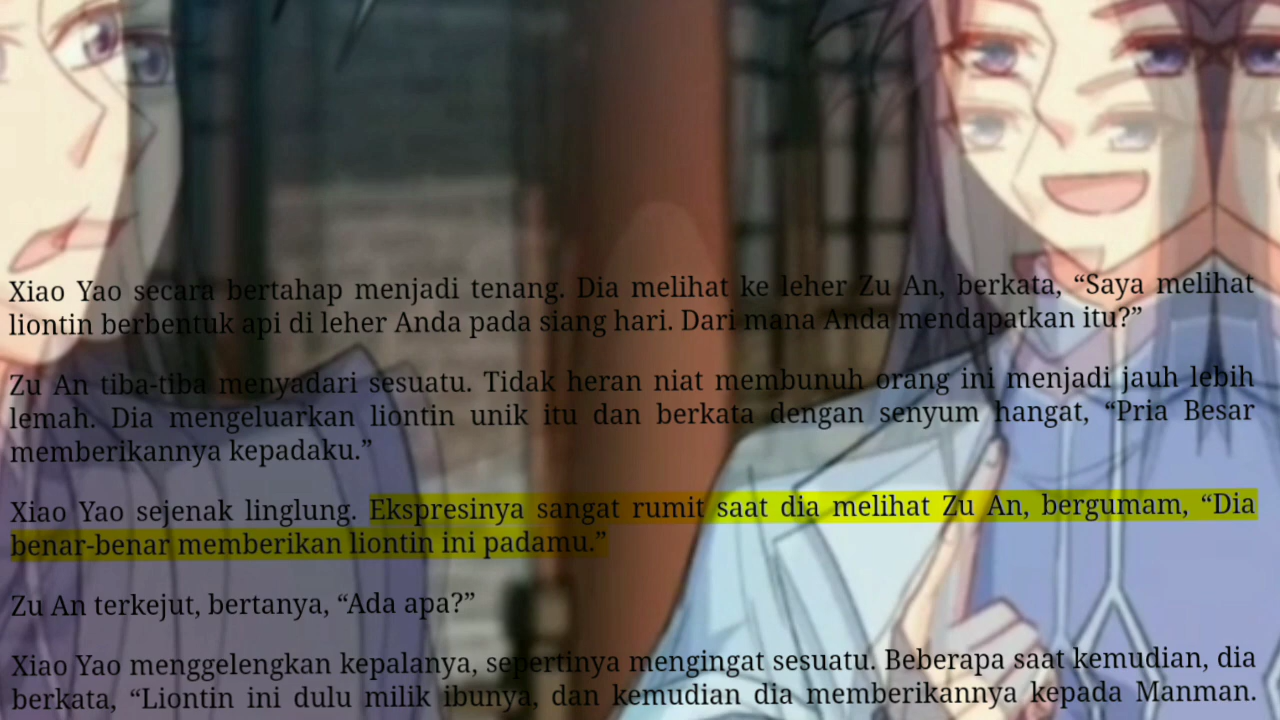 Xiao Yao secara bertahap menjadi tenang. Dia melihat ke leher Zu An, berkata, “Saya melihat
liontin berbentuk api di leher Anda pada siang hari. Dari mana Anda mendapatkan itu?”
Zu An tiba-tiba menyadari sesuatu. Tidak heran niat membunuh orang ini menjadi jauh lebih
lemah. Dia mengeluarkan liontin unik itu dan berkata dengan senyum hangat, “Pria Besar
memberikannya kepadaku.”
Xiao Yao sejenak linglung. Ekspresinya sangat rumit saat dia melihat Zu An, bergumam, “Dia
benar-benar memberikan liontin ini padamu.”
Zu An terkejut, bertanya, “Ada apa?”
Xiao Yao menggelengkan kepalanya, sepertinya mengingat sesuatu. Beberapa saat kemudian, dia
berkata, “Liontin ini dulu milik ibunya, dan kemudian dia memberikannya kepada Manman.